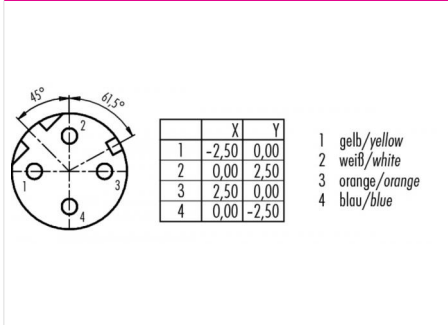 45° 61,5°
2
1 3
4
X Y
1 -2,50 0,00
2 0,00 2,50
3 2,50 0,00
4 0,00 -2,50
1 gelb/yellow
2 weiß/white
3 orange/orange
4 blau/blue